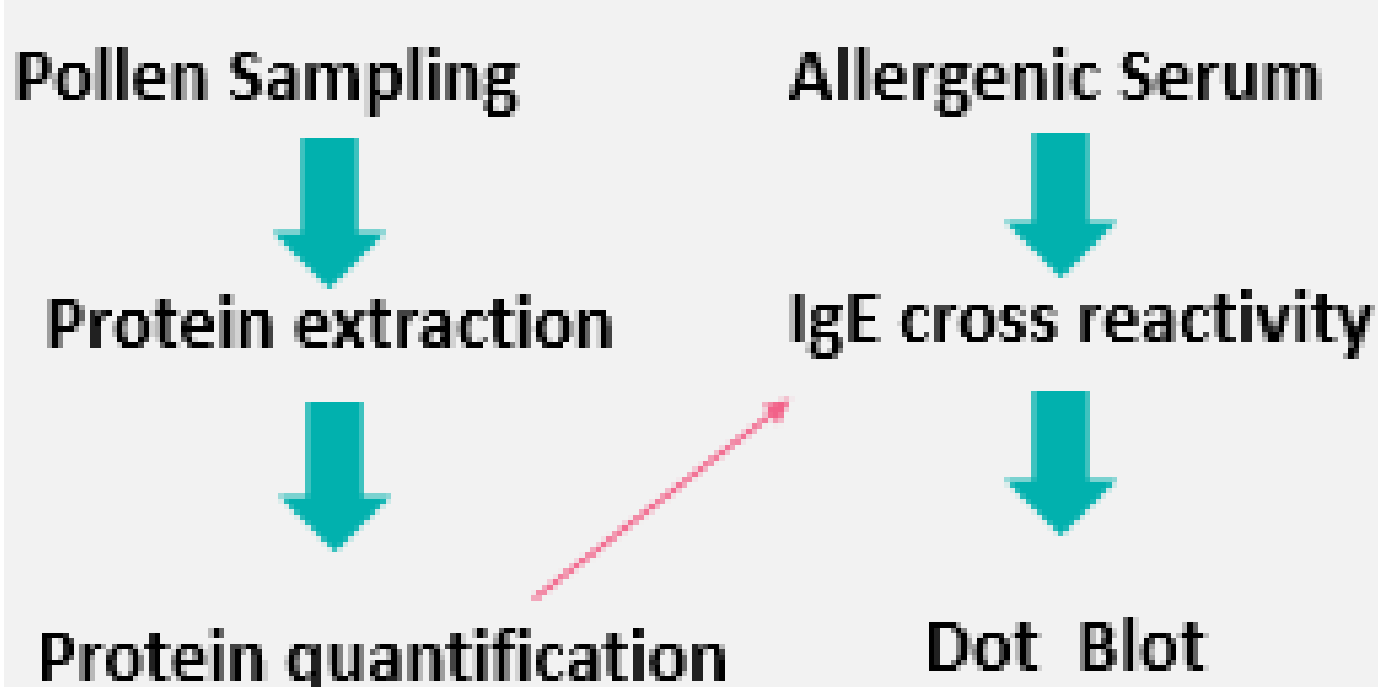 Pollen Sampling
Allergenic Serum
Protein extraction
IgE cross reactivity
Protein quantification
Dot Blot